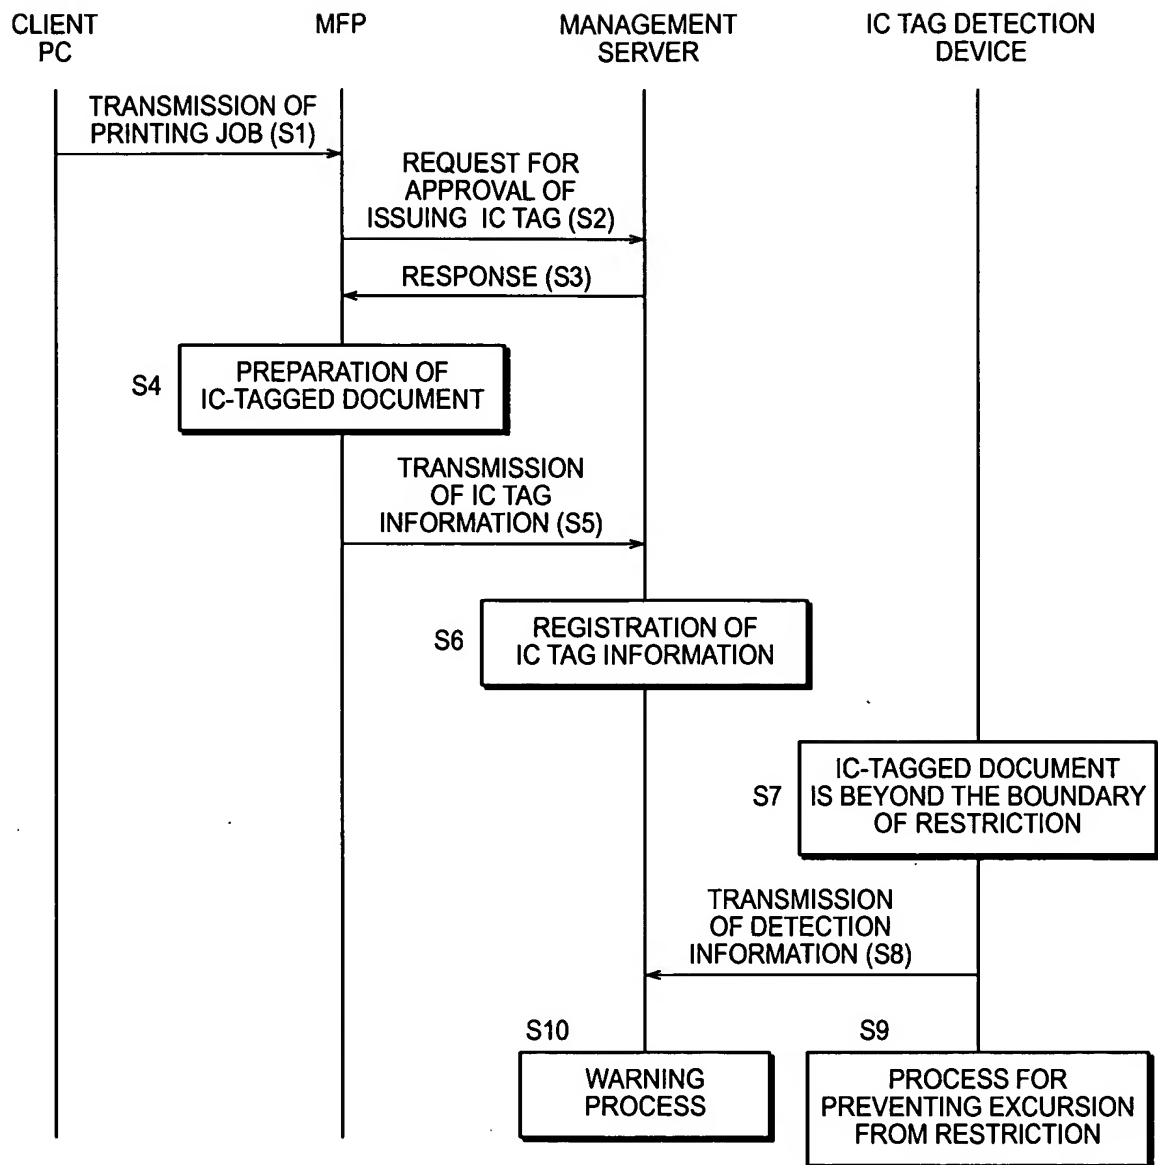 CLIENT
PC
MFP
MANAGEMENT
SERVER
IC TAG DETECTION
DEVICE
TRANSMISSION OF
PRINTING JOB (S1)
REQUEST FOR
APPROVAL OF
ISSUING IC TAG (S2)
RESPONSE (S3)
S4
PREPARATION OF
IC-TAGGED DOCUMENT
TRANSMISSION
OF IC TAG
INFORMATION (S5)
S6
REGISTRATION OF
IC TAG INFORMATION
S7
IC-TAGGED DOCUMENT
IS BEYOND THE BOUNDARY
OF RESTRICTION
TRANSMISSION
OF DETECTION
INFORMATION (S8)
S10
WARNING
PROCESS
S9
PROCESS FOR
PREVENTING EXCURSION
FROM RESTRICTION